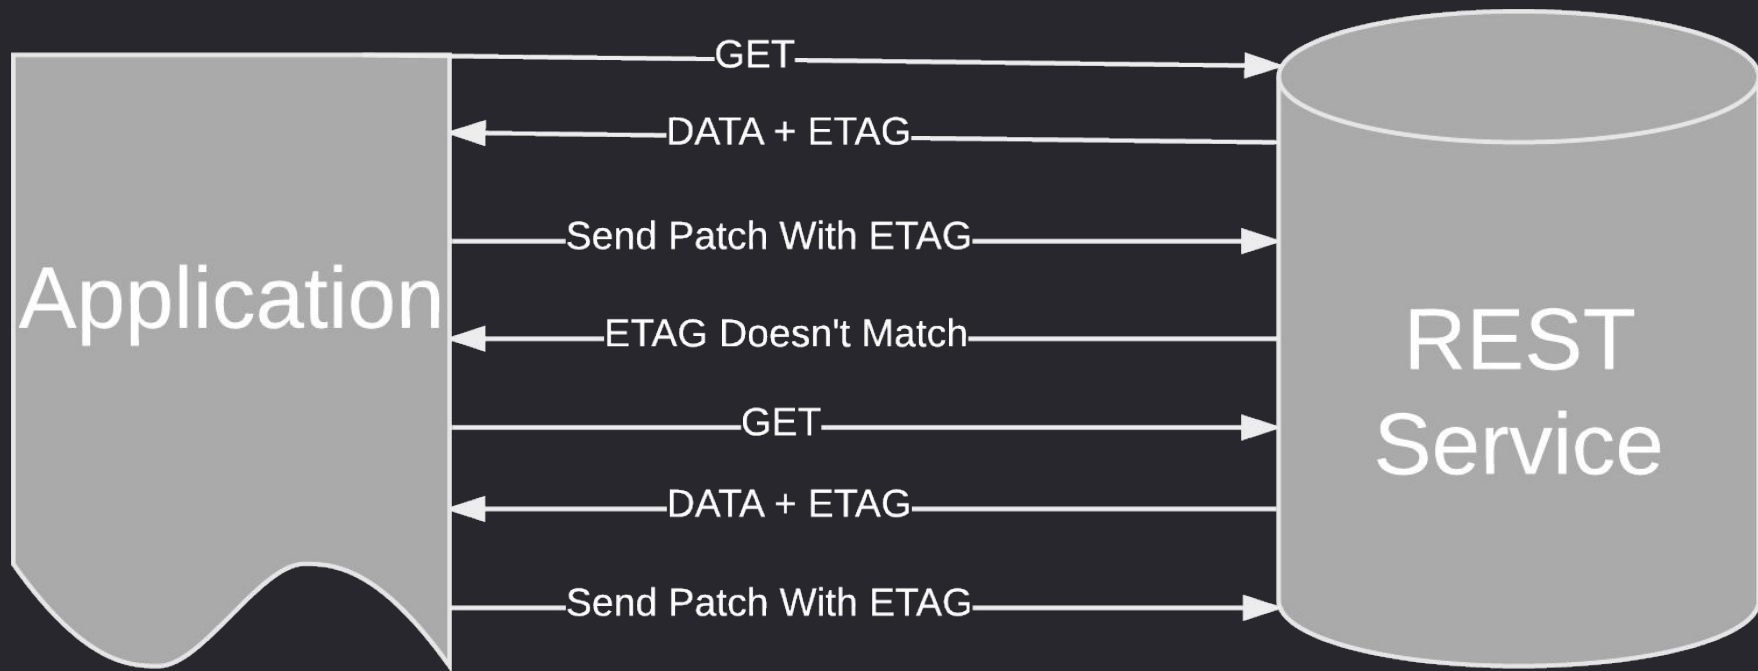 GET
DATA + ETAG
Send Patch With ETAG
Application
ETAG Doesn't Match
REST
Service
GET
DATA + ETAG
Send Patch With ETAG